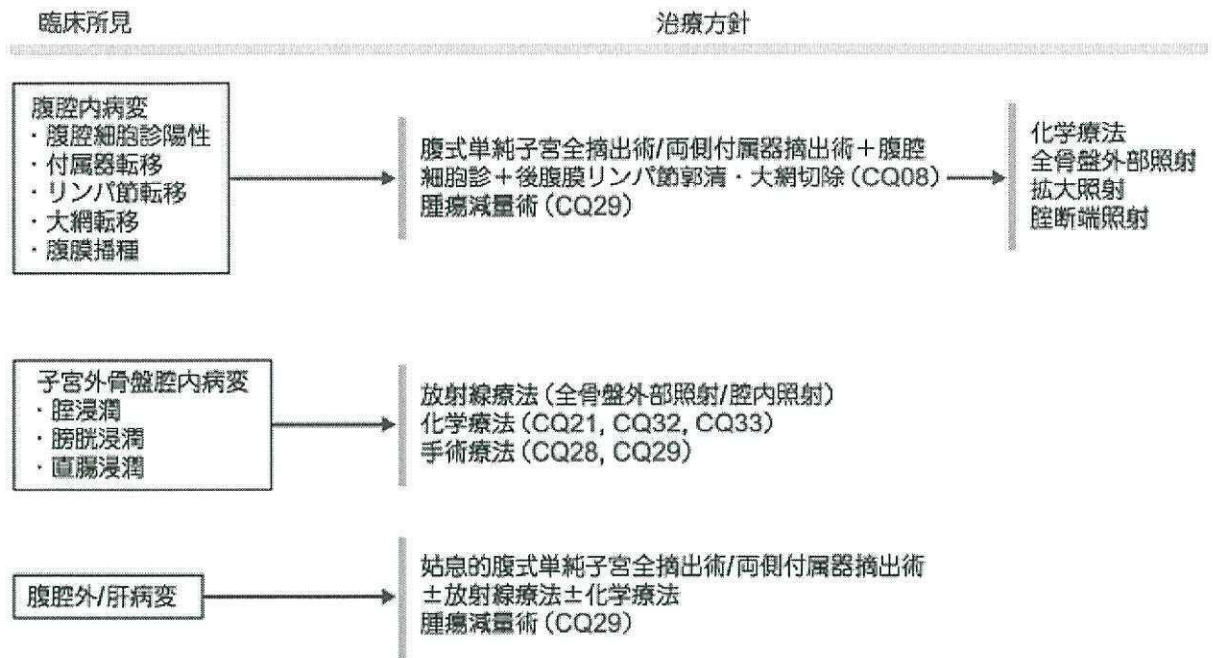 臨床所見
治療方針
腹腔内病変
・腹腔細胞診陽性
・付属器転移
・リンパ節転移
・大網転移
・腹膜播種
腹式単純子宮全摘出術/両側付属器摘出術＋腹腔
細胞診＋後腹膜リンパ節郭清・大網切除（CQ08）
腫瘍減量術（CQ29）
化学療法
全骨盤外部照射
拡大照射
腟断端照射
子宮外骨盤腔内病変
・腟浸潤
・膀胱浸潤
・直腸浸潤
放射線療法（全骨盤外部照射/腔内照射）
化学療法（CQ21, CQ32, CQ33）
手術療法（CQ28, CQ29）
腹腔外/肝病変
姑息的腹式単純子宮全摘出術/両側付属器摘出術
±放射線療法±化学療法
腫瘍減量術（CQ29）